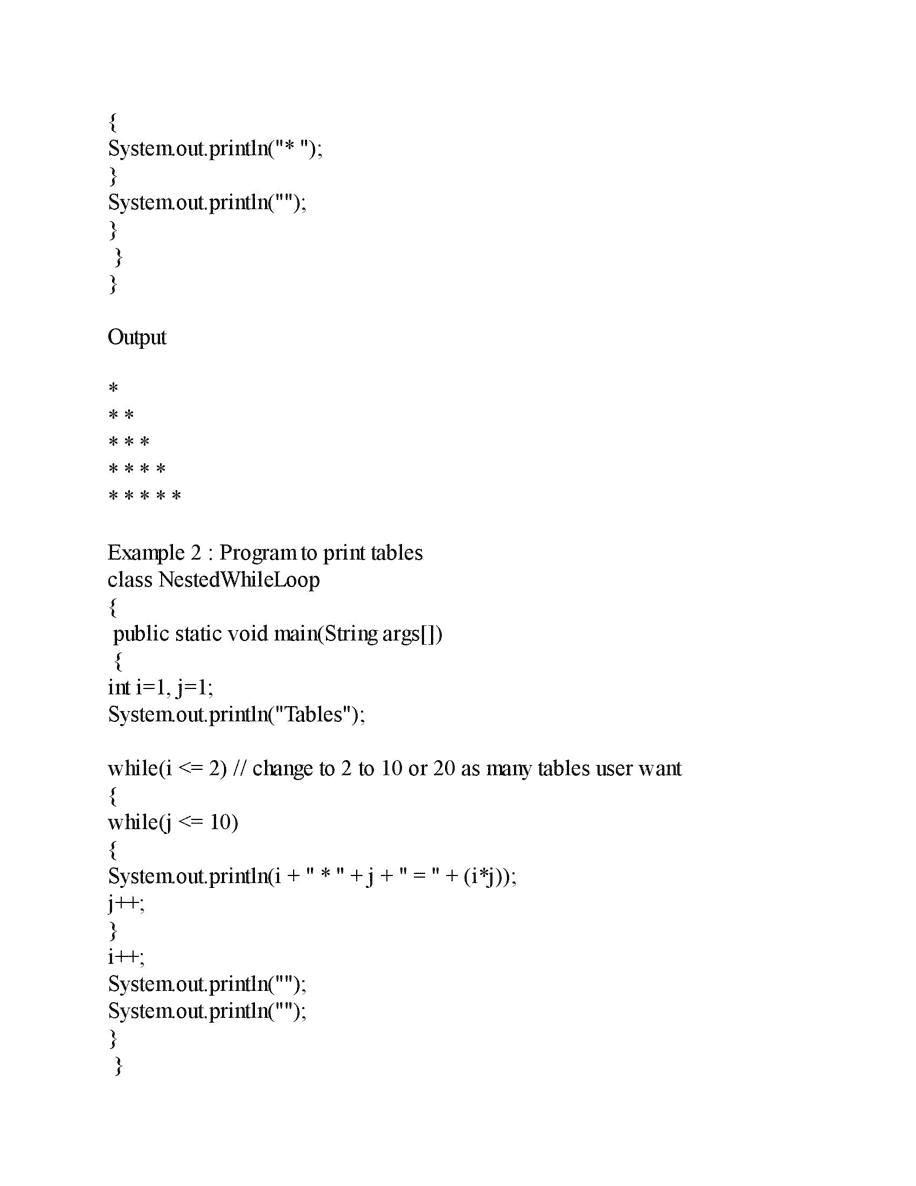 {
System.out.println("* ");
}
System.out.println("");
}
}
}
Output
*
* *
* * *
* * * *
* * * * *
Example 2 : Program to print tables
class NestedWhileLoop
{
public static void main(String args[])
{
int i=1, j=1;
System.out.println("Tables");
while(i <= 2) // change to 2 to 10 or 20 as many tables user want
{
while(j <= 10)
{
System.out.println(i + " * " + j + " = " + (i*j));
j++;
}
i++;
System.out.println("");
System.out.println("");
}
}